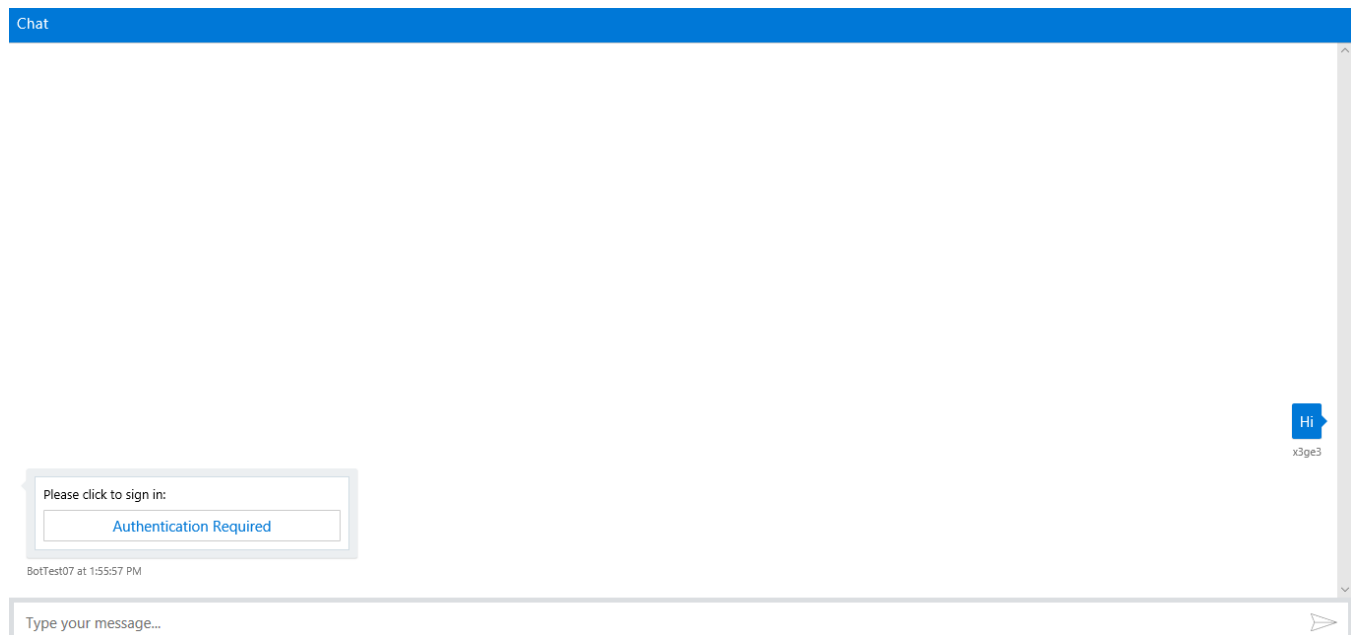 Chat
Hi
x3ge3
Please click to sign in:
Authentication Required
BotTest07 at 1:55:57 PM
Type your message...